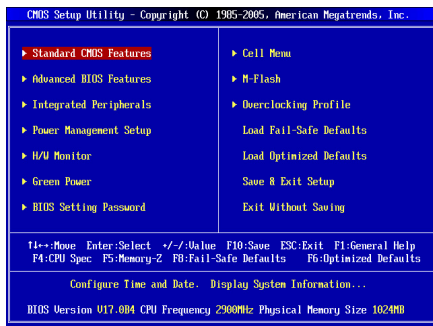 CMOS Setup Utility - Copyright (C) 1985-2005, American Megatrends, Inc.
▶ Standard CMOS Features
▶ Advanced BIOS Features
▶ Integrated Peripherals
▶ Power Management Setup
▶ H/W Monitor
▶ Green Power
▶ BIOS Setting Password
▶ Cell Menu
▶ M-Flash
▶ Overclocking Profile
Load Fail-Safe Defaults
Load Optimized Defaults
Save & Exit Setup
Exit Without Saving
↑↓←→:Move Enter:Select +/-/:Value F10:Save ESC:Exit F1:General Help
F4:CPU Spec F5:Memory-Z F8:Fail-Safe Defaults F6:Optimized Defaults
Configure Time and Date. Display System Information...
BIOS Version V17.0B4 CPU Frequency 2900MHz Physical Memory Size 1024MB